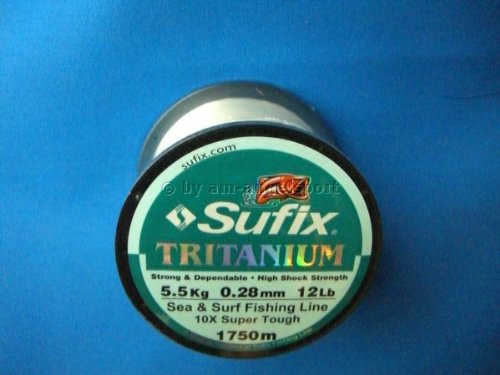 sufix.com
© by am-angelsport
Sufix®
TRITANIUM
Strong & Dependable • High Shock Strength
5.5Kg 0.28mm 12Lb
Sea & Surf Fishing Line
10X Super Tough
1750m